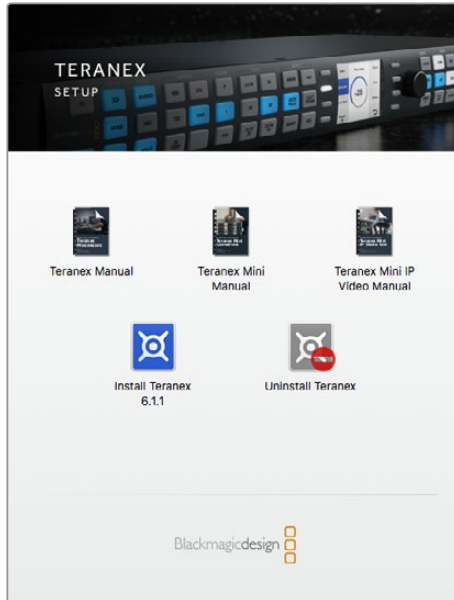 TERANEX
SETUP
Teranex Manual
Teranex Mini
Manual
Teranex Mini IP
Video Manual
Install Teranex
6.1.1
Uninstall Teranex
Blackmagicdesign